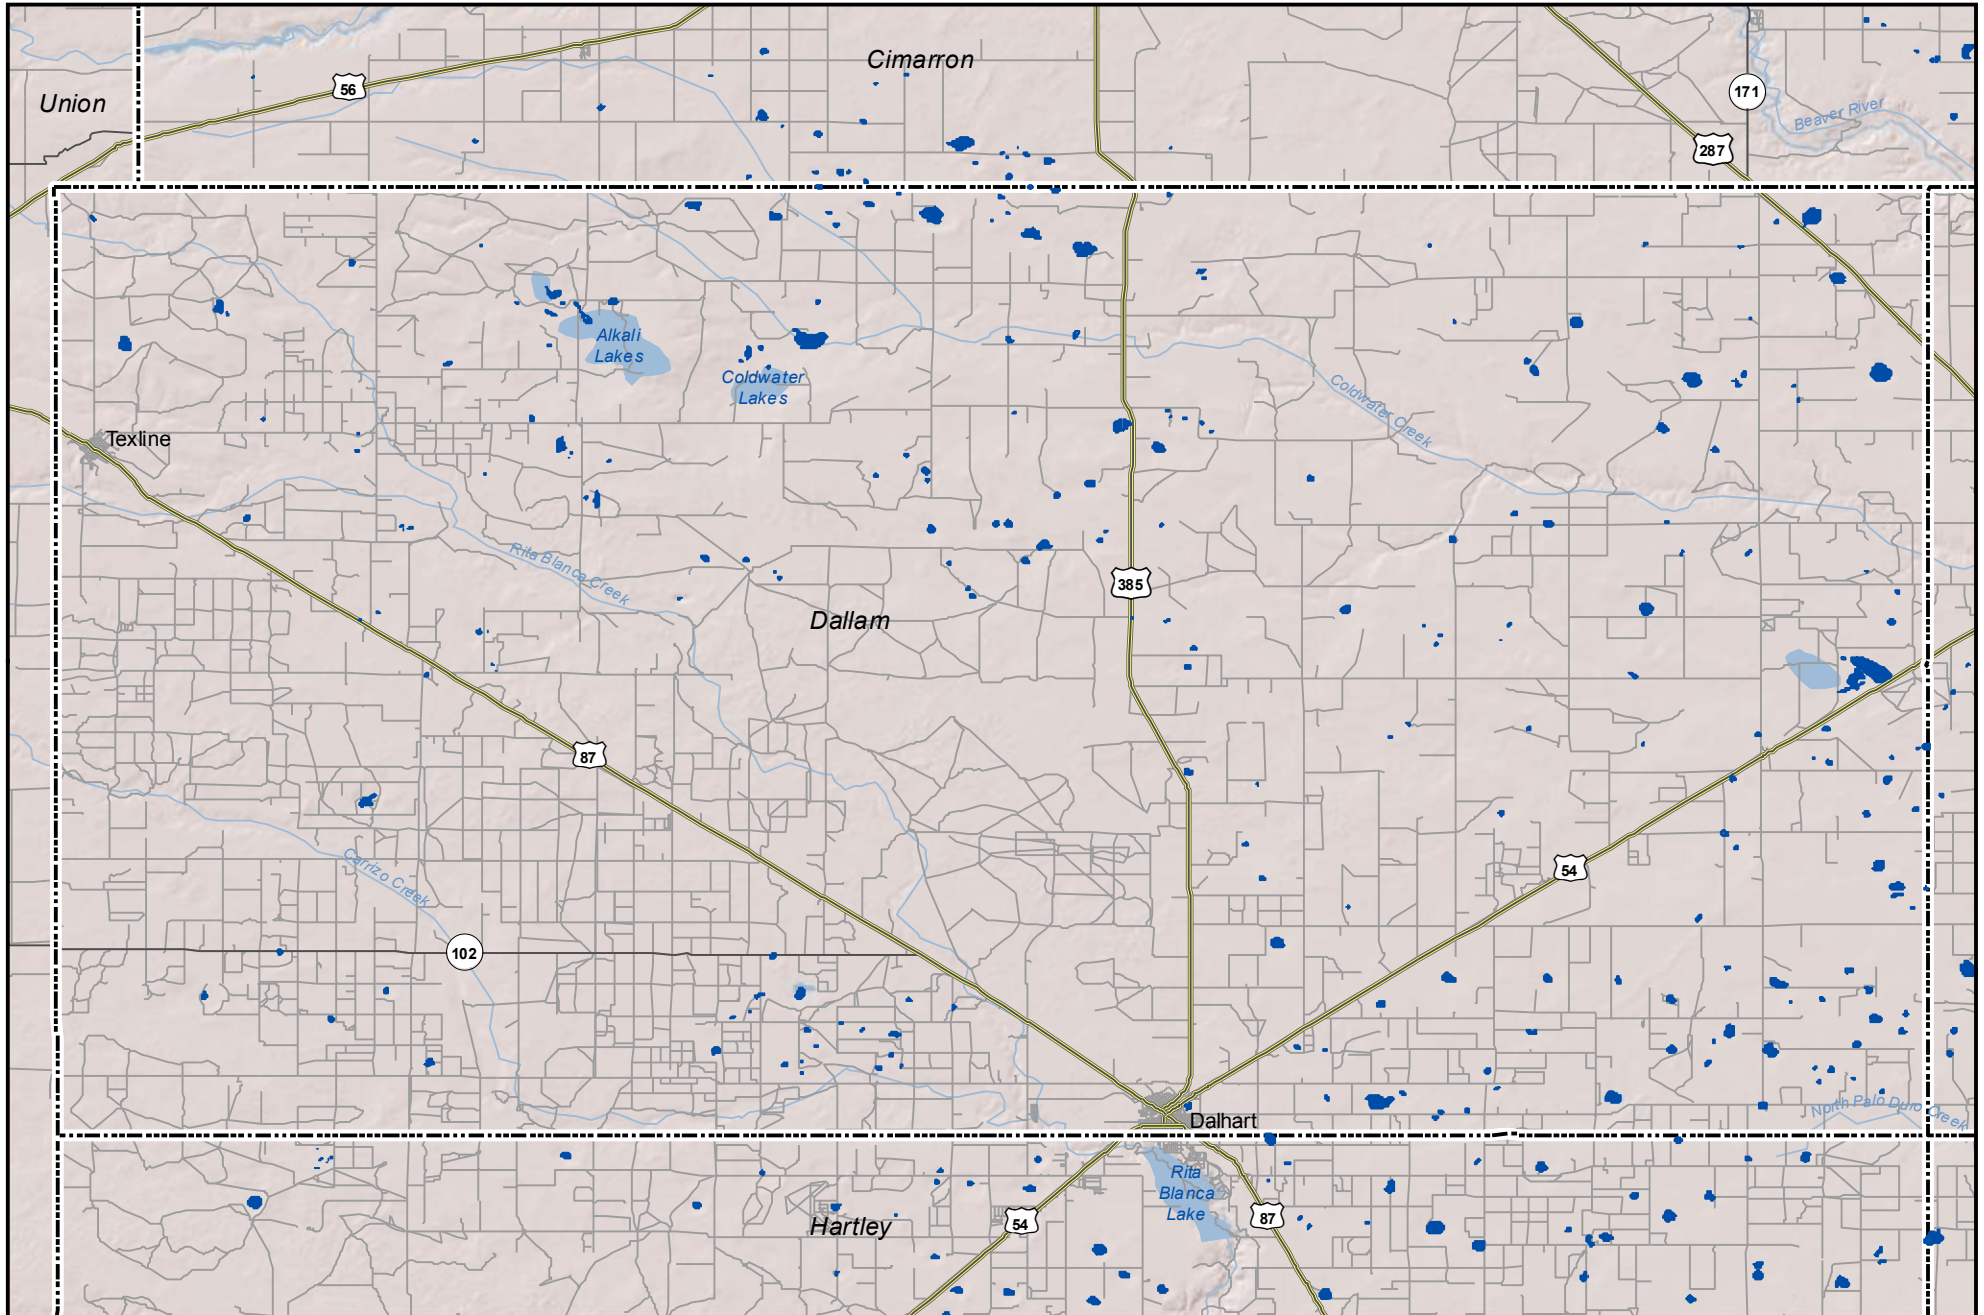 Cimarron
56
171
Union
Beaver River
287
Alkali
Lakes
Coldwater
Lakes
Coldwater Creek
Texline
Rita Blanca Creek
385
Dallam
87
54
Carrizo Creek
102
North Palo Duro Creek
Dalhart
Rita
Blanca
Lake
54
87
Hartley